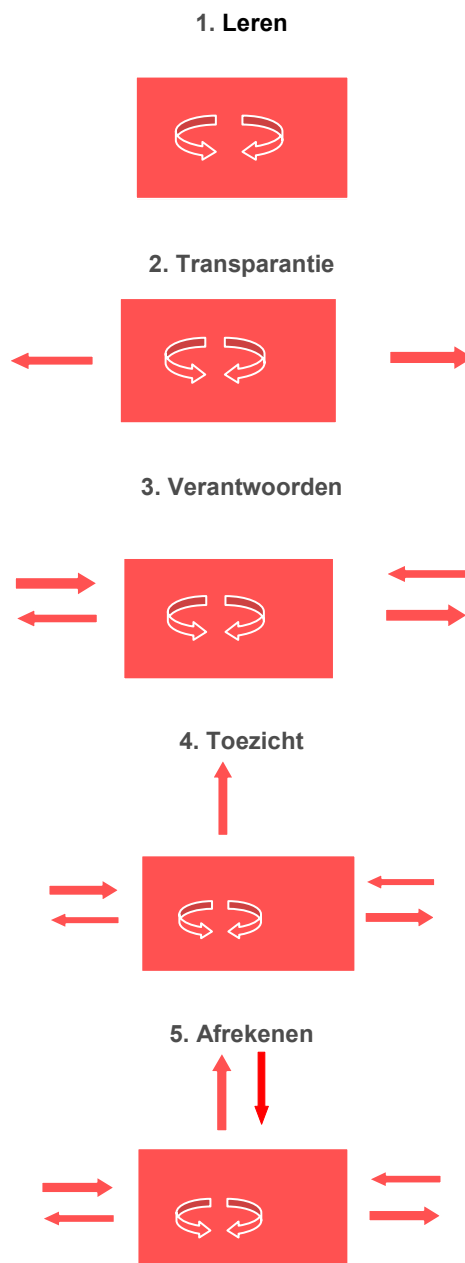 1. Leren
2. Transparantie
3. Verantwoorden
4. Toezicht
5. Afrekenen